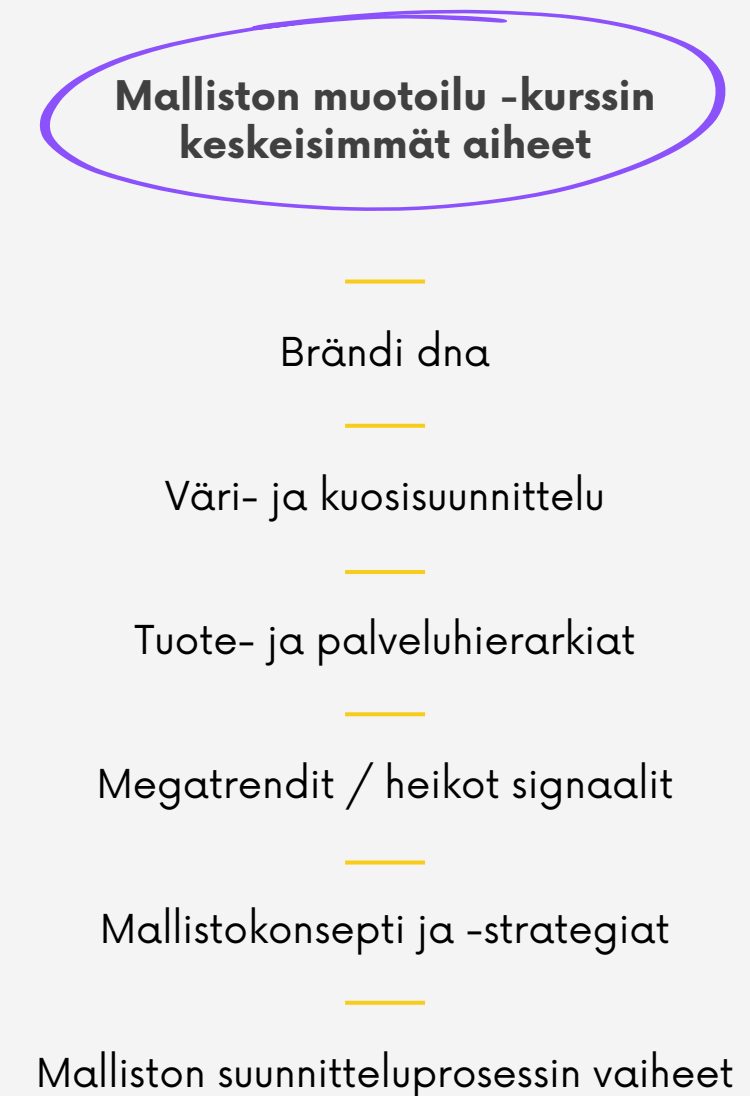 Malliston muotoilu -kurssin
keskeisimmät aiheet
Brändi dna
Väri- ja kuosisuunnittelu
Tuote- ja palveluhierarkiat
Megatrendit / heikot signaalit
Mallistokonsepti ja -strategiat
Malliston suunnitteluprosessin vaiheet